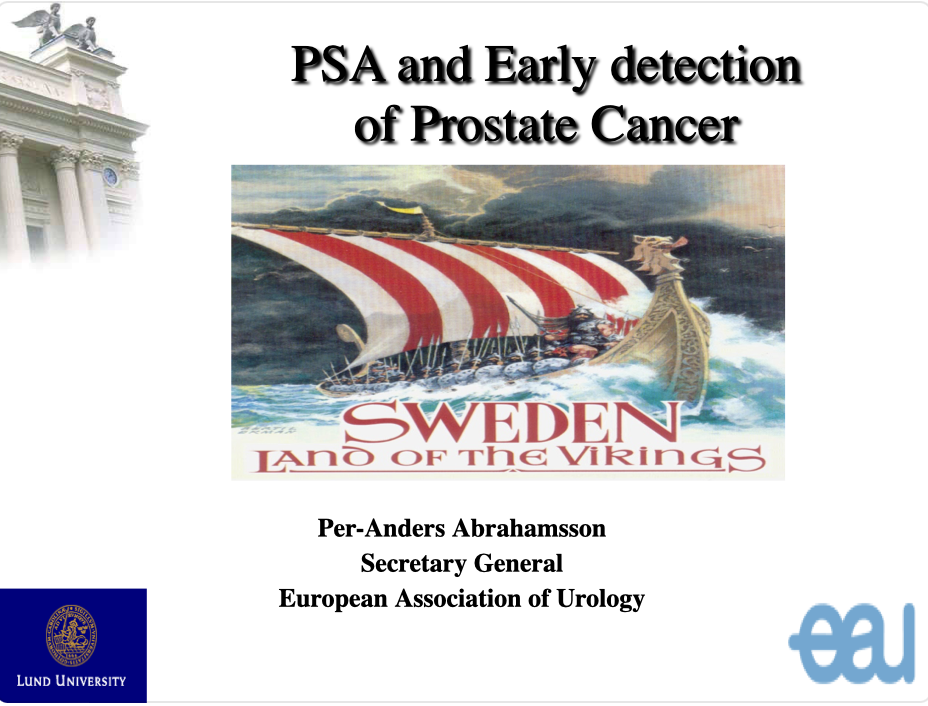 PSA and Early detection
of Prostate Cancer
SWEDEN
LAND OF THE VIKINGS
Per-Anders Abrahamsson
Secretary General
European Association of Urology
LUND UNIVERSITY
eau